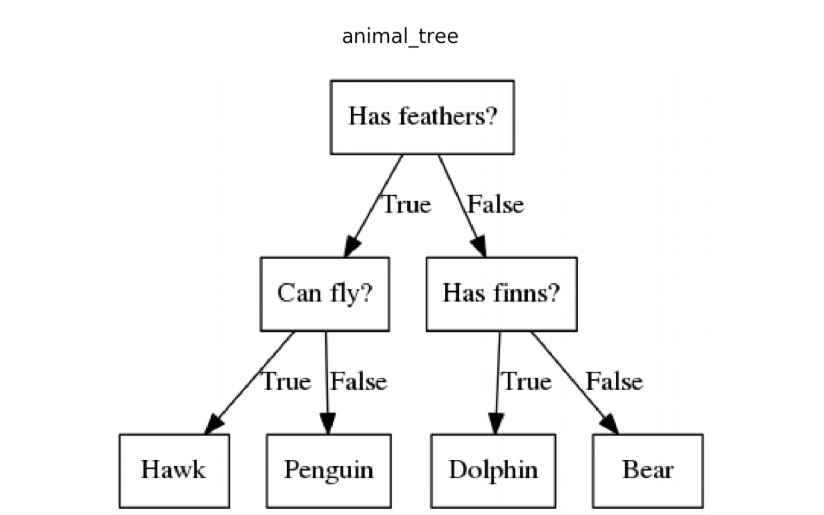 animal_tree
Has feathers?
True False
Can fly? Has finns?
True False True False
Hawk Penguin Dolphin Bear